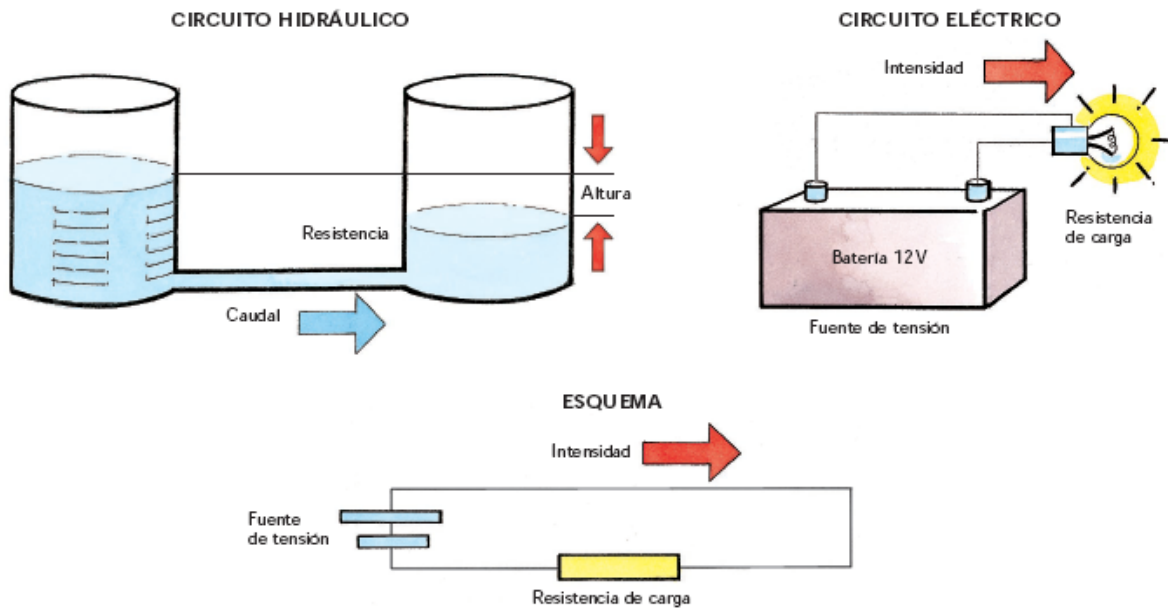 CIRCUITO HIDRÁULICO
Altura
Resistencia
Caudal
CIRCUITO ELÉCTRICO
Intensidad
Resistencia
de carga
Batería 12V
Fuente de tensión
ESQUEMA
Intensidad
Fuente
de tensión
Resistencia de carga